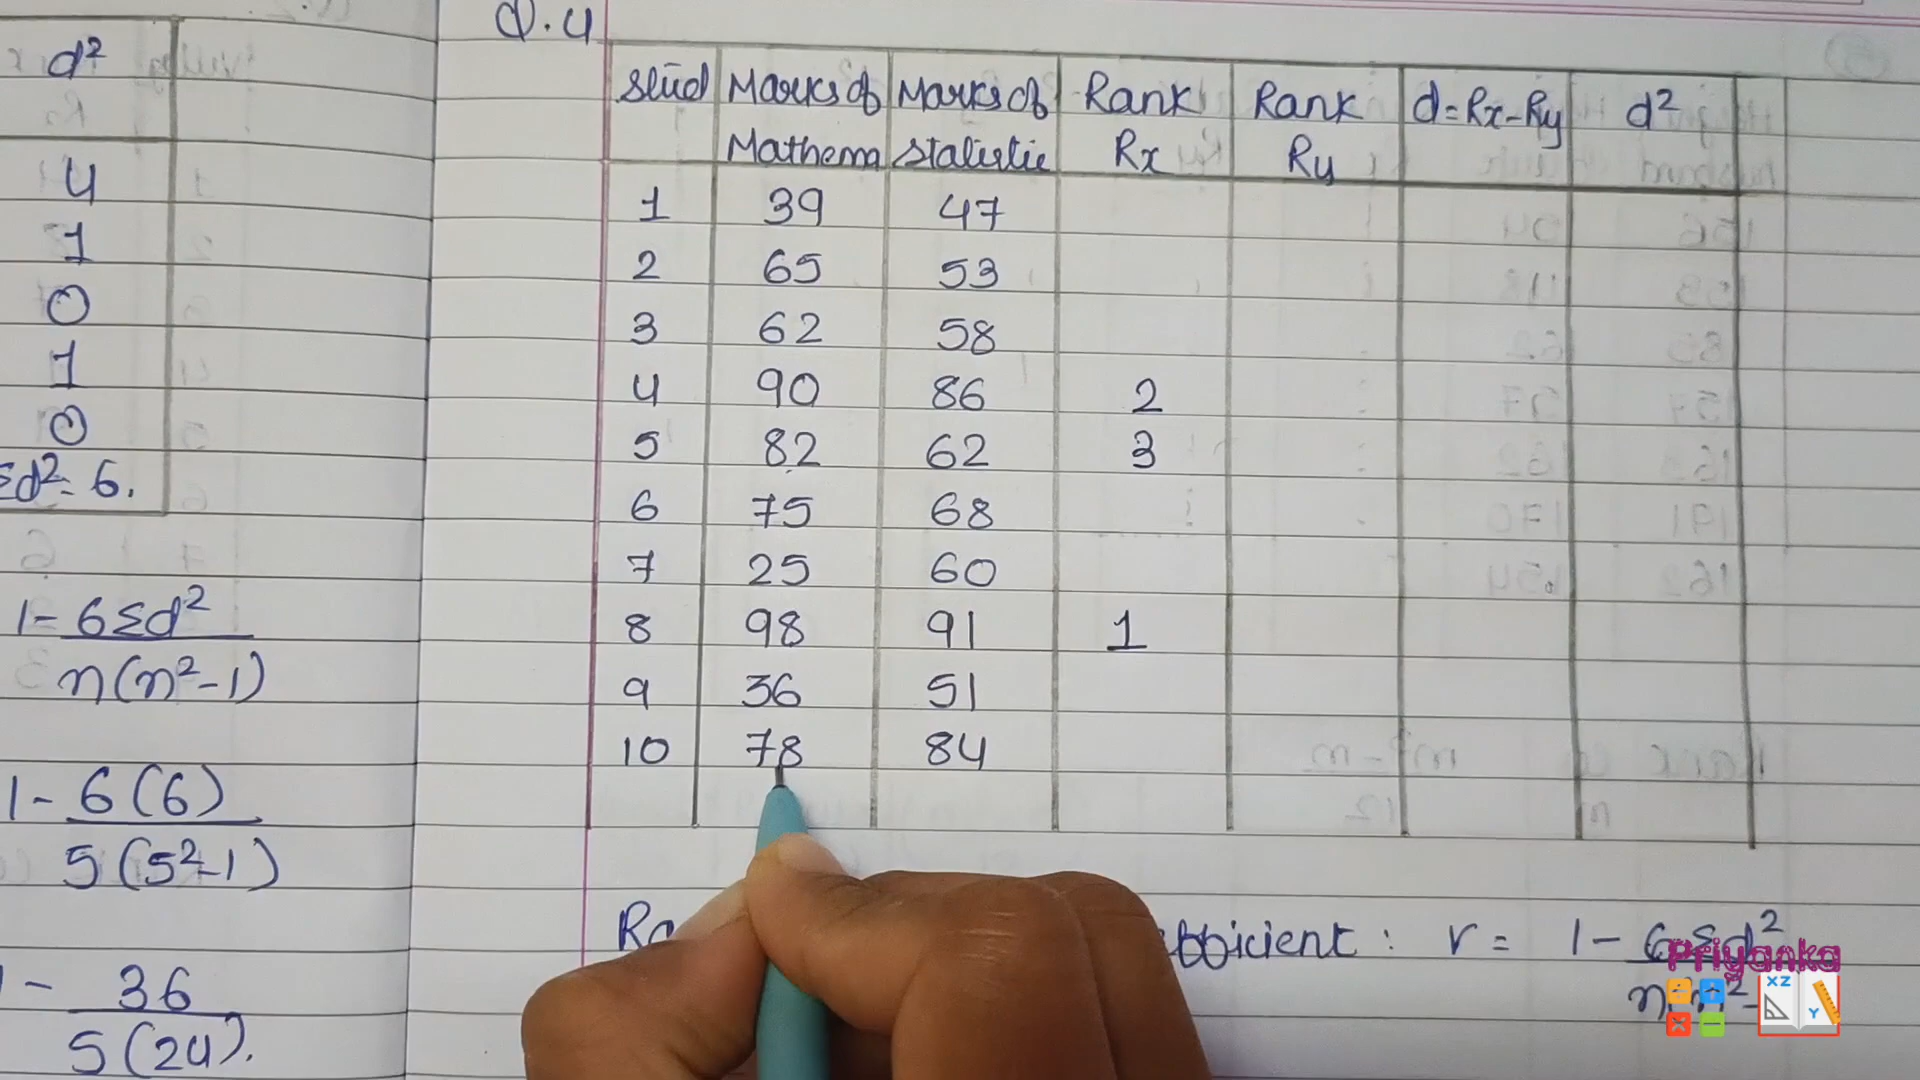 d²
4
1
0
1
0
Σd²= 6.
1- 6Σd²
n(n²-1)
1- 6(6)
5(5²-1)
- 36
5(24).
Q.4
stud Marks of Marks of Rank Rank d=Rx-Ry d²
Mathema statistic Rx Ry
1 39 47
2 65 53
3 62 58
4 90 86 2
5 82 62 3
6 75 68
7 25 60
8 98 91 1
9 36 51
10 78 84
r = 1- 6Σd²
Priyanka
XZ
Y